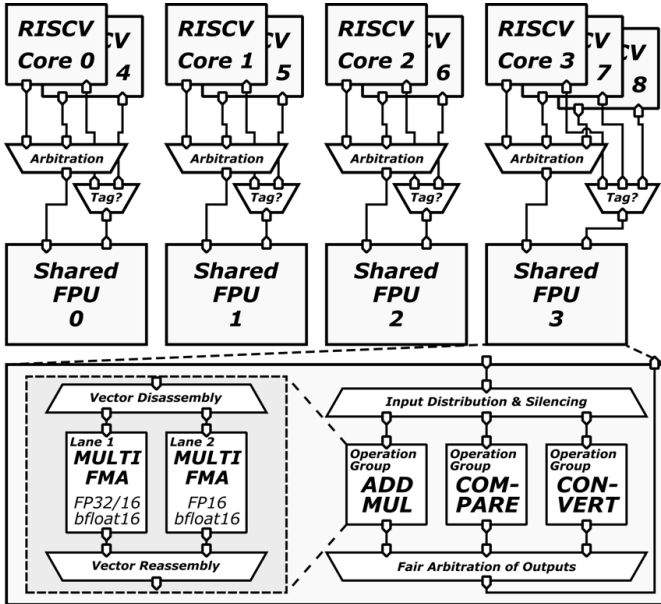 RISCV
Core 0
CV
4
RISCV
Core 1
CV
5
RISCV
Core 2
CV
6
RISCV
Core 3
CV
7
CV
8
Arbitration
Arbitration
Arbitration
Arbitration
Tag?
Tag?
Tag?
Tag?
Shared
FPU
0
Shared
FPU
1
Shared
FPU
2
Shared
FPU
3
Vector Disassembly
Lane 1
MULTI
FMA
FP32/16
bfloat16
Lane 2
MULTI
FMA
FP16
bfloat16
Vector Reassembly
Input Distribution & Silencing
Operation
Group
ADD
MUL
Operation
Group
COM-
PARE
Operation
Group
CON-
VERT
Fair Arbitration of Outputs